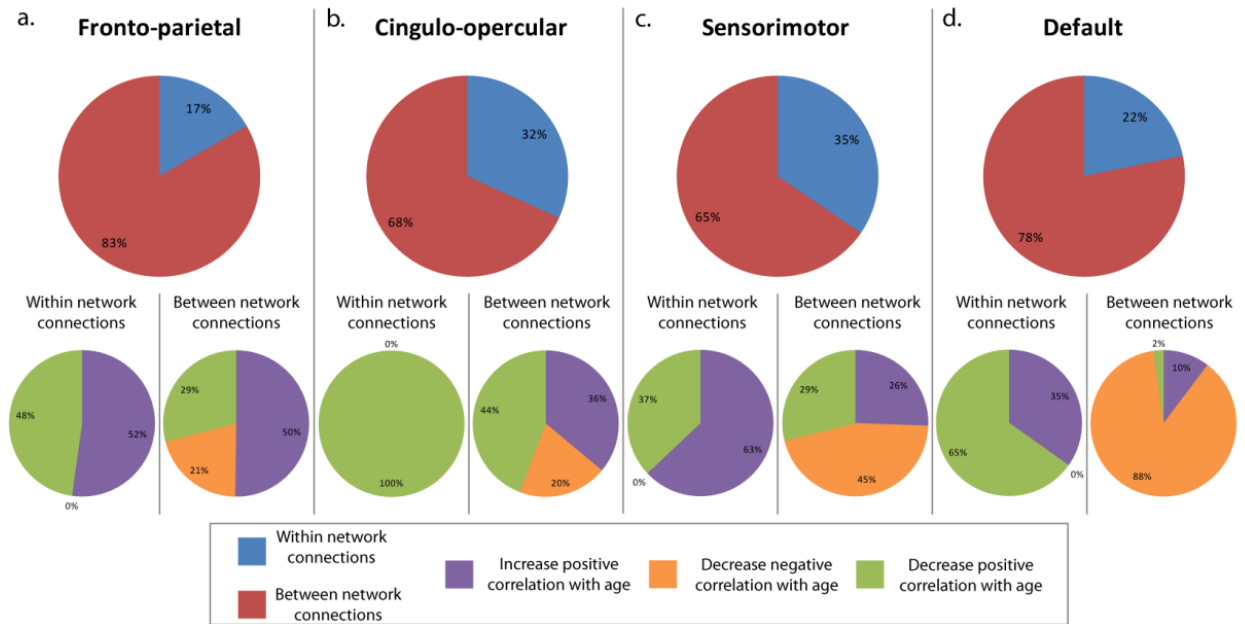 a.
Fronto-parietal
b.
Cingulo-opercular
c.
Sensorimotor
d.
Default
17%
83%
32%
68%
35%
65%
22%
78%
Within network
connections
Between network
connections
Within network
connections
Between network
connections
Within network
connections
Between network
connections
Within network
connections
Between network
connections
48%
52%
0%
29%
50%
21%
0%
100%
44%
36%
20%
37%
63%
0%
29%
26%
45%
35%
65%
0%
2%
10%
88%
Within network
connections
Between network
connections
Increase positive
correlation with age
Decrease negative
correlation with age
Decrease positive
correlation with age